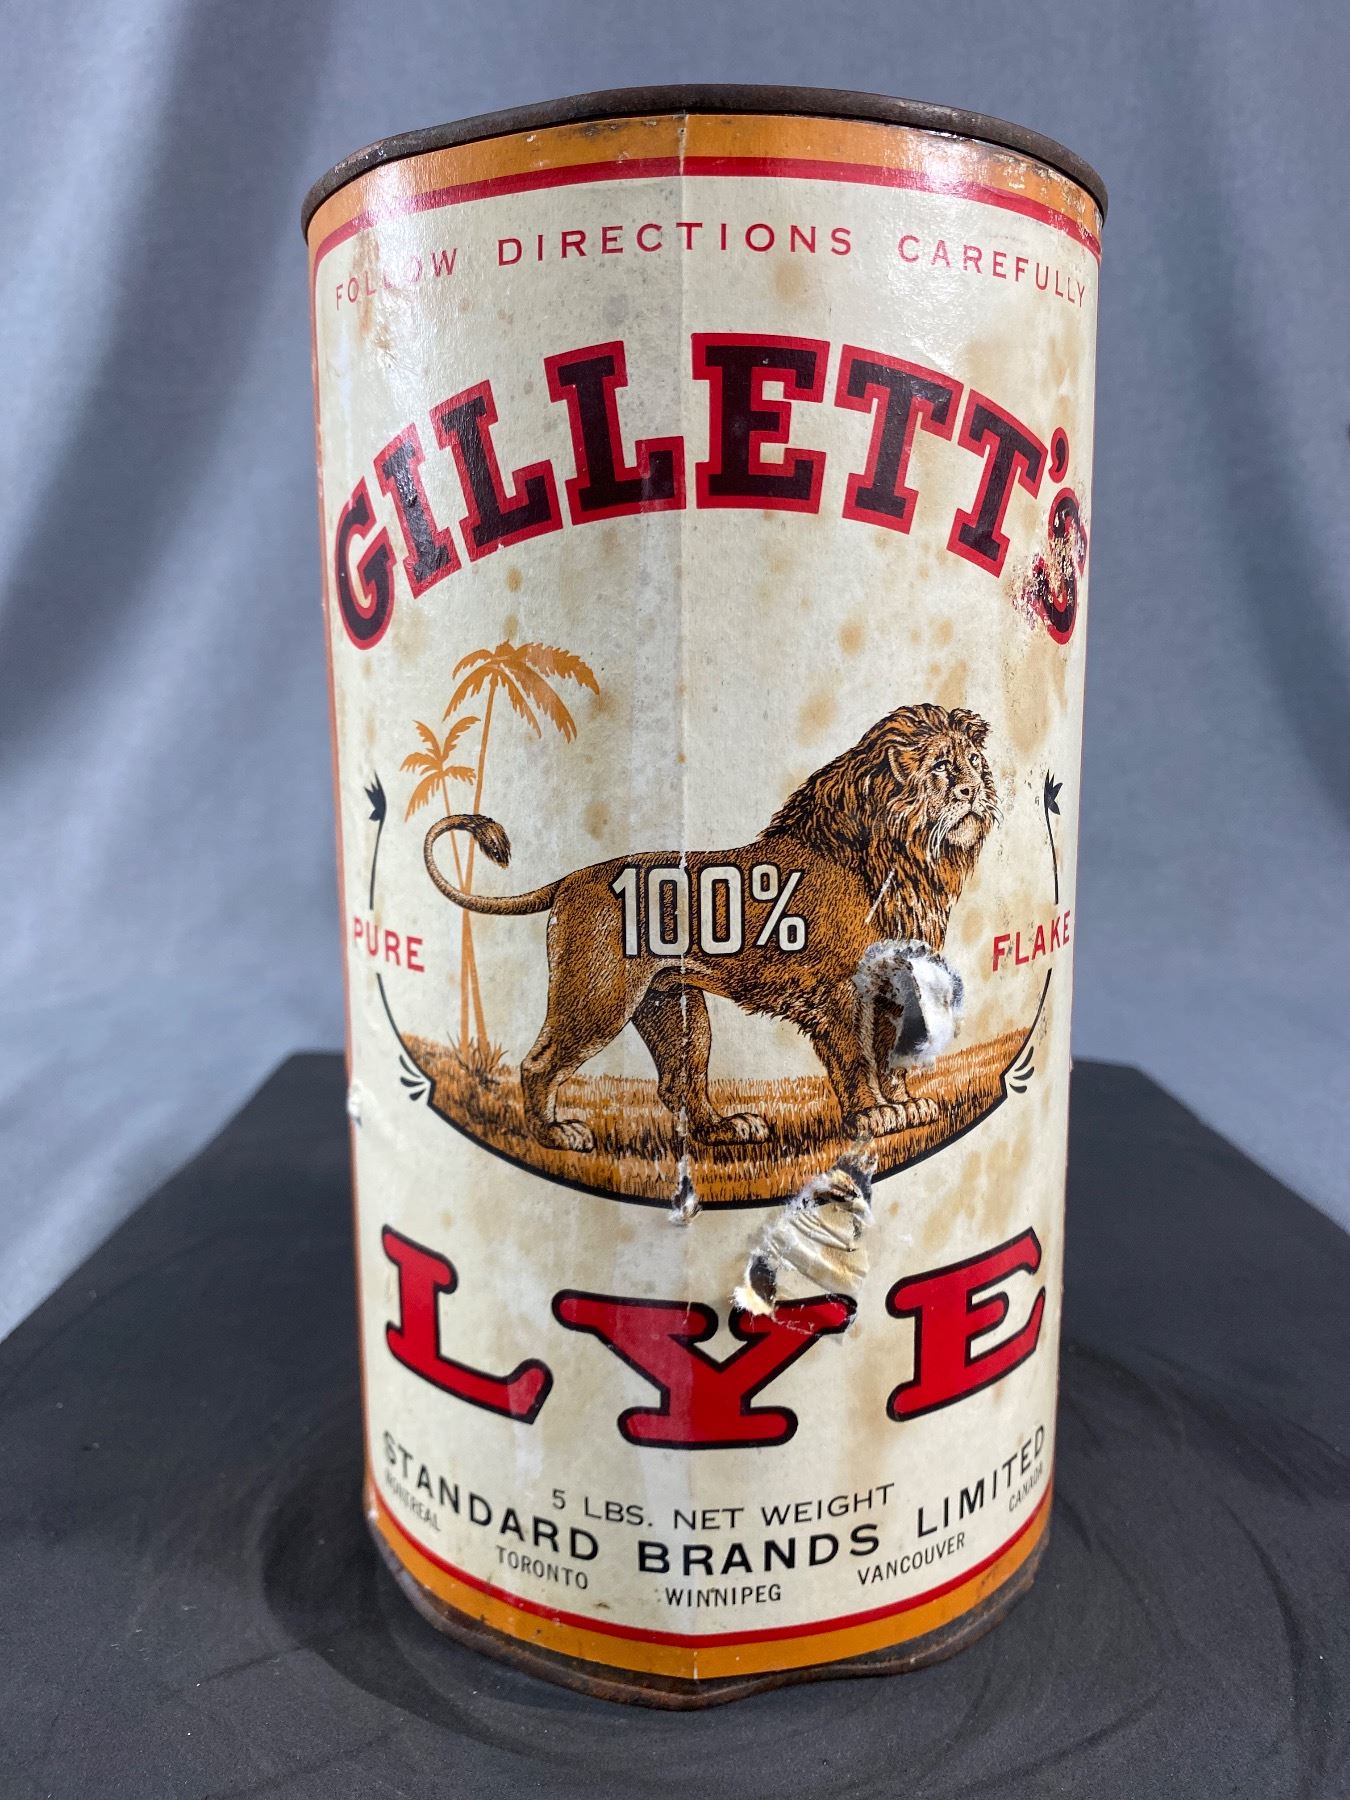 FOLLOW DIRECTIONS CAREFULLY
GILLETT'S
100%
PURE FLAKE
LYE
5 LBS. NET WEIGHT
STANDARD BRANDS LIMITED
MONTREAL TORONTO WINNIPEG VANCOUVER CANADA